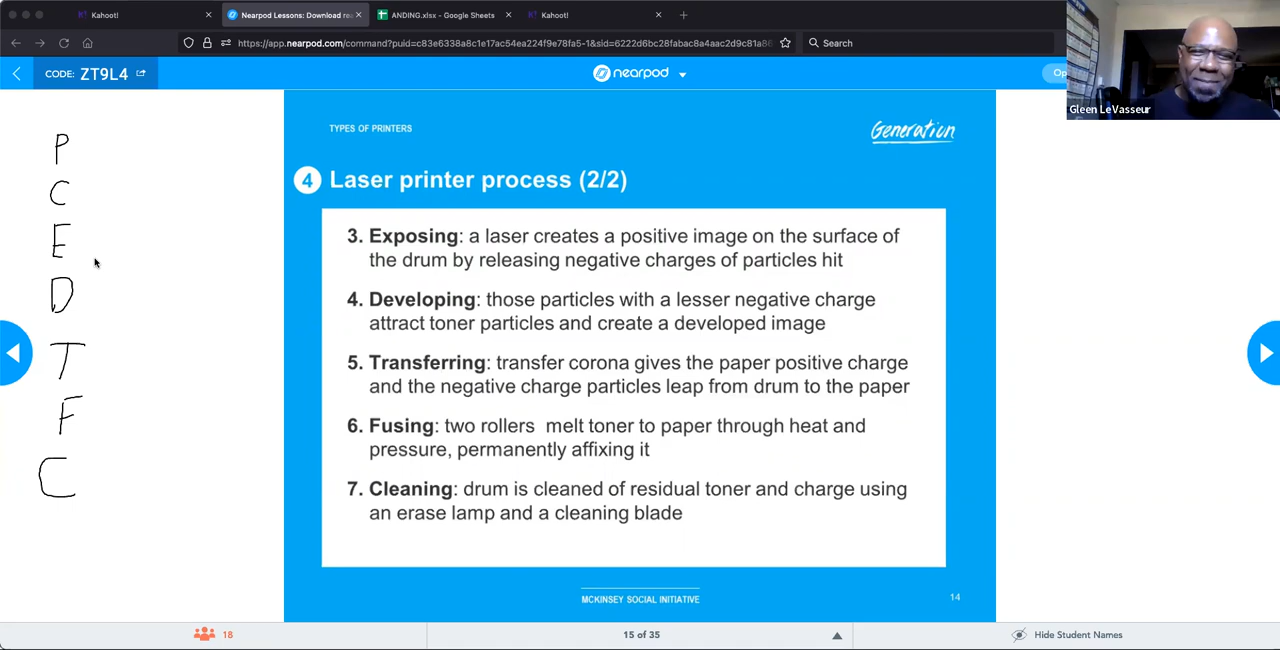 Kahoot!
Nearpod Lessons: Download re
ANDING.xlsx - Google Sheets
Kahoot!
https://app.nearpod.com/command?puid=c83e6338a8c1e17ac54ea224f9e78fa5-1&sid=6222d6bc28fabac8a4aac2d9c81a86
Search
CODE: ZT9L4
nearpod
Op
Gleen LeVasseur
P
C
E
D
T
F
C
TYPES OF PRINTERS
Generation
4 Laser printer process (2/2)
3. Exposing: a laser creates a positive image on the surface of
the drum by releasing negative charges of particles hit
4. Developing: those particles with a lesser negative charge
attract toner particles and create a developed image
5. Transferring: transfer corona gives the paper positive charge
and the negative charge particles leap from drum to the paper
6. Fusing: two rollers melt toner to paper through heat and
pressure, permanently affixing it
7. Cleaning: drum is cleaned of residual toner and charge using
an erase lamp and a cleaning blade
MCKINSEY SOCIAL INITIATIVE
14
18
15 of 35
Hide Student Names